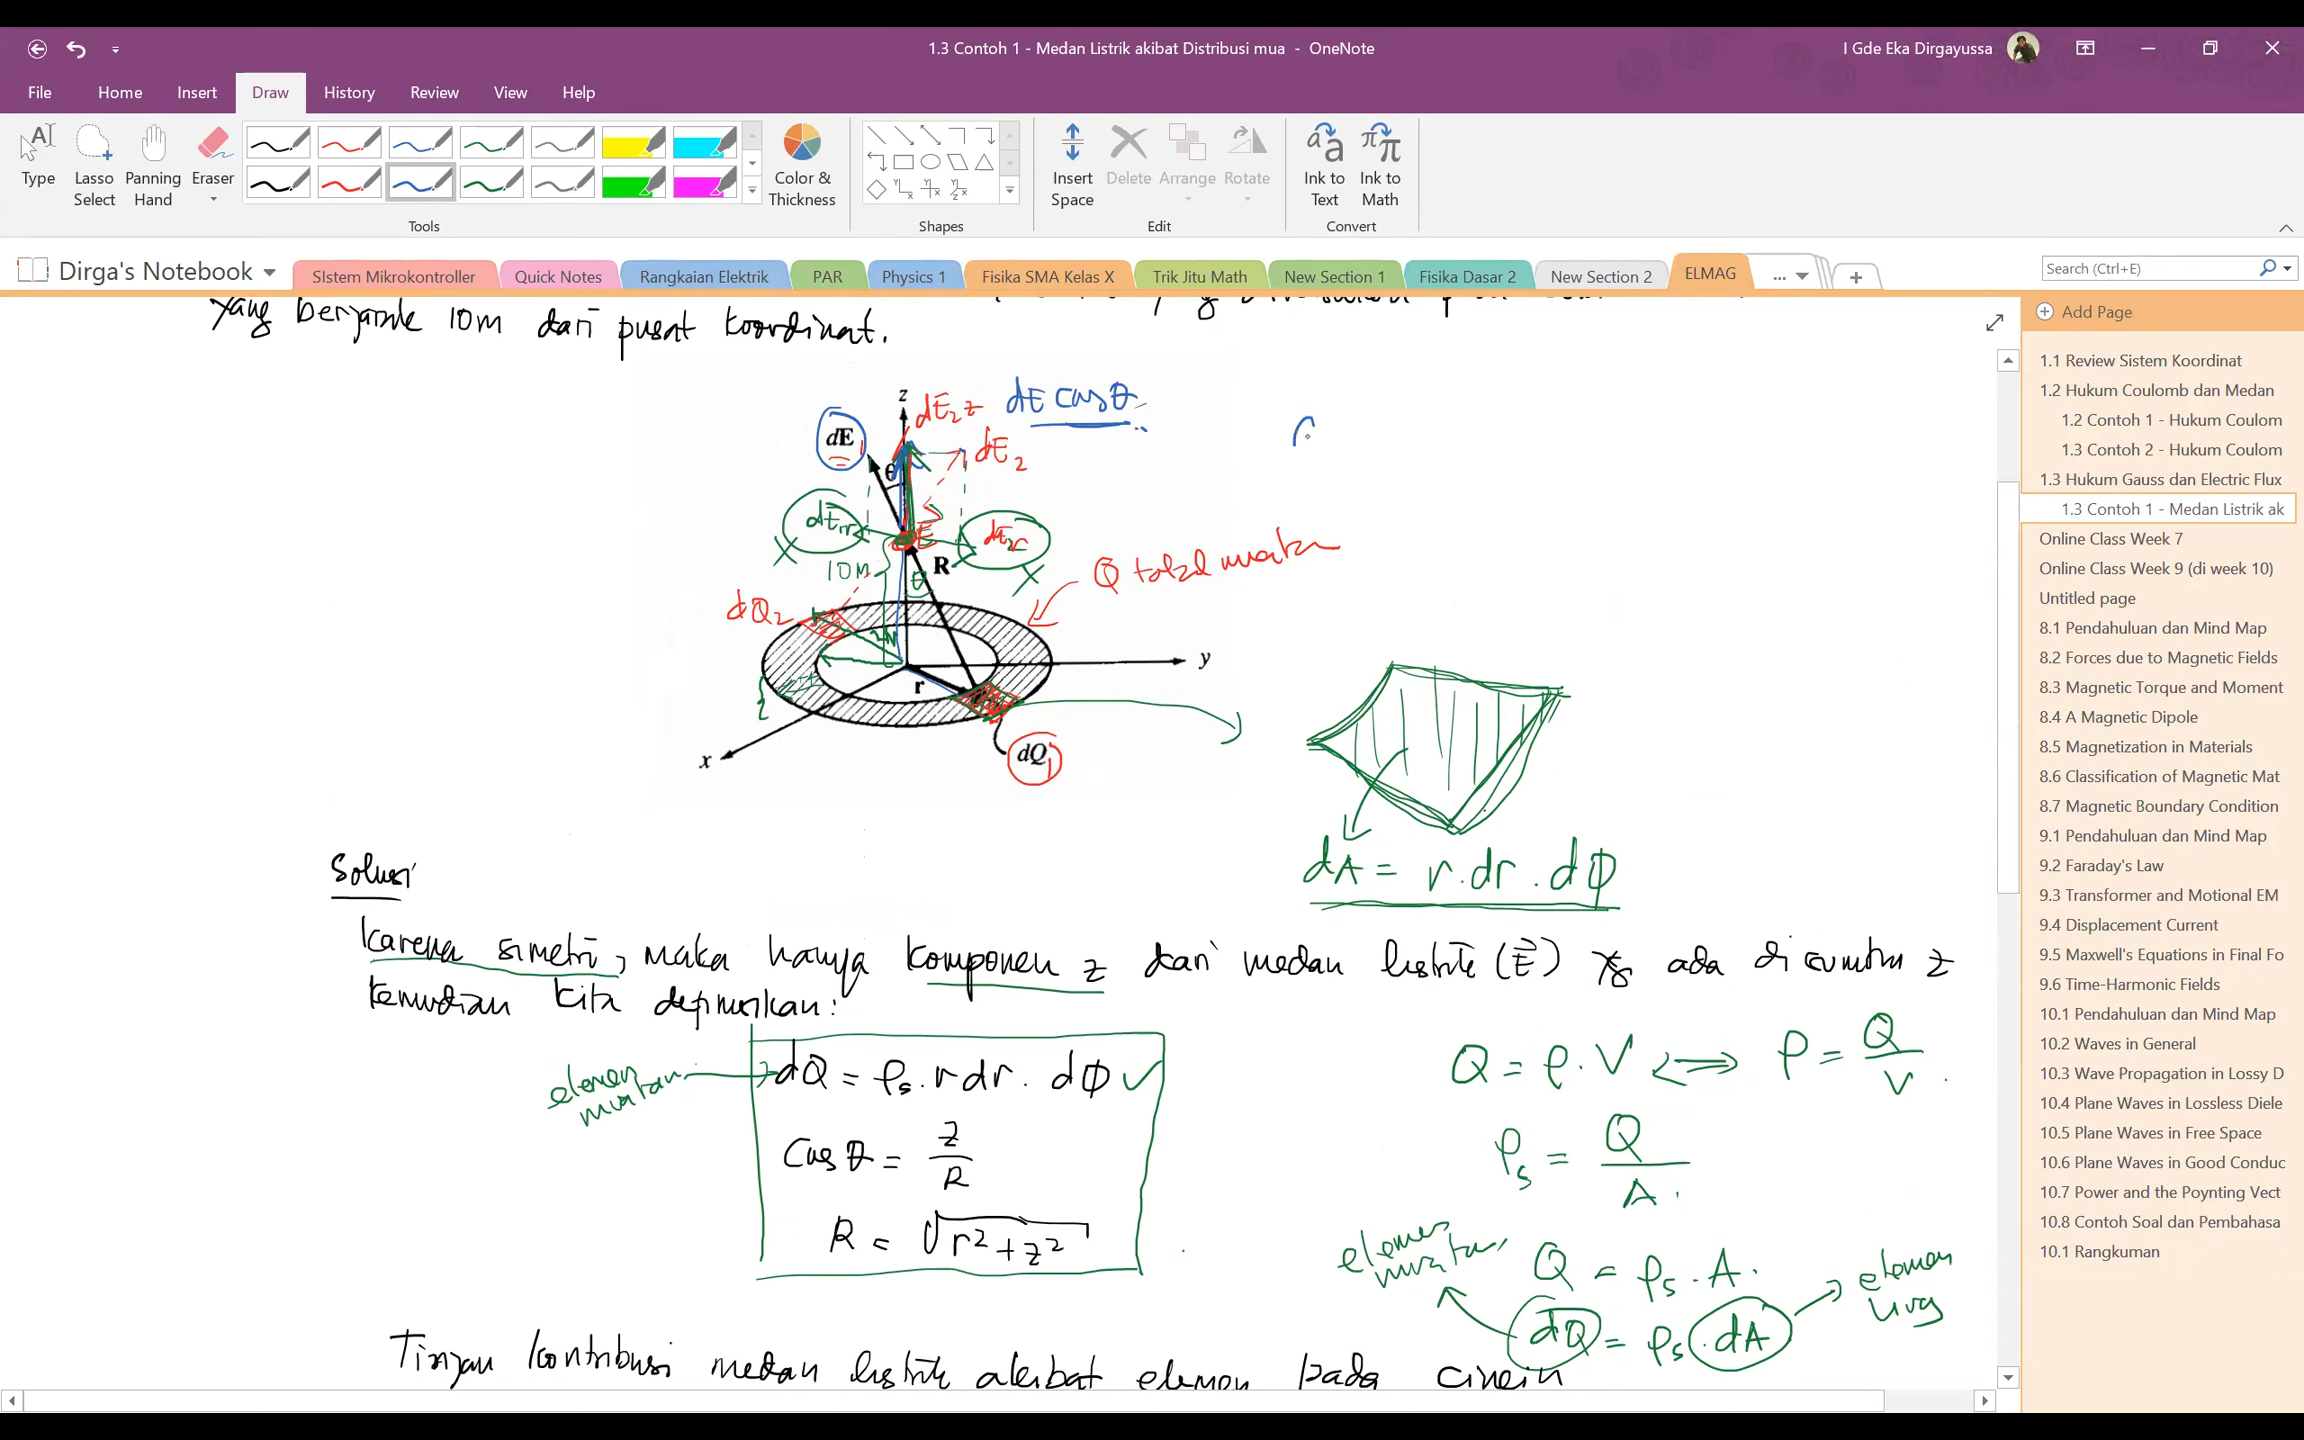 1.3 Contoh 1 - Medan Listrik akibat Distribusi mua - OneNote
I Gde Eka Dirgayussa
File Home Insert Draw History Review View Help
Type
Lasso Select
Panning Hand
Eraser
Color & Thickness
Insert Space
Delete
Arrange
Rotate
Ink to Text
Ink to Math
Tools
Shapes
Edit
Convert
Dirga's Notebook
SIstem Mikrokontroller
Quick Notes
Rangkaian Elektrik
PAR
Physics 1
Fisika SMA Kelas X
Trik Jitu Math
New Section 1
Fisika Dasar 2
New Section 2
ELMAG
...
Search (Ctrl+E)
yang berjarak 10m dari pusat koordinat.
z
dE1
θ
dE2z
dE cos θ
dE2
dE1r
E
dE2r
10M
R
θ
Q total muatan
dQ2
2M
r
y
x
dQ1
dA = r . dr . dϕ
Solusi
Karena simetri, maka hanya komponen z dari medan listrik (E⃗) yg ada di sumbu z
kemudian kita definisikan:
elemen muatan
dQ = ρs . r dr . dϕ ✓
Cos θ = z / R
R = √r² + z²
Q = ρ . V ⟺ ρ = Q / V
ρs = Q / A
elemen muatan
Q = ρs . A
dQ = ρs . dA
elemen luas
Tinjau kontribusi medan listrik akibat elemen pada cincin
Add Page
1.1 Review Sistem Koordinat
1.2 Hukum Coulomb dan Medan
1.2 Contoh 1 - Hukum Coulom
1.3 Contoh 2 - Hukum Coulom
1.3 Hukum Gauss dan Electric Flux
1.3 Contoh 1 - Medan Listrik ak
Online Class Week 7
Online Class Week 9 (di week 10)
Untitled page
8.1 Pendahuluan dan Mind Map
8.2 Forces due to Magnetic Fields
8.3 Magnetic Torque and Moment
8.4 A Magnetic Dipole
8.5 Magnetization in Materials
8.6 Classification of Magnetic Mat
8.7 Magnetic Boundary Condition
9.1 Pendahuluan dan Mind Map
9.2 Faraday's Law
9.3 Transformer and Motional EM
9.4 Displacement Current
9.5 Maxwell's Equations in Final Fo
9.6 Time-Harmonic Fields
10.1 Pendahuluan dan Mind Map
10.2 Waves in General
10.3 Wave Propagation in Lossy D
10.4 Plane Waves in Lossless Diele
10.5 Plane Waves in Free Space
10.6 Plane Waves in Good Conduc
10.7 Power and the Poynting Vect
10.8 Contoh Soal dan Pembahasa
10.1 Rangkuman